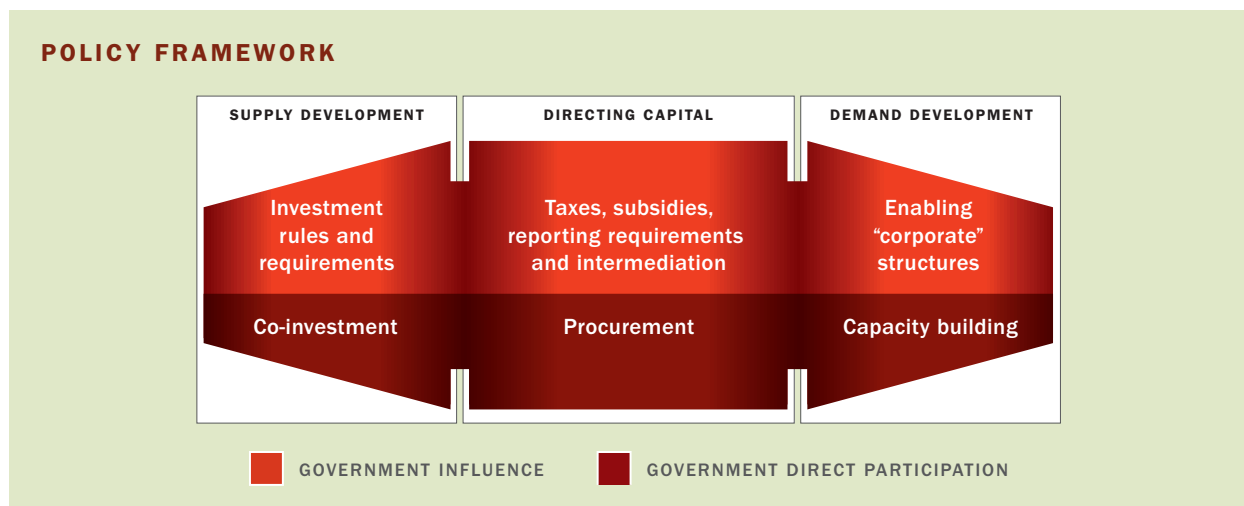 POLICY FRAMEWORK
SUPPLY DEVELOPMENT
DIRECTING CAPITAL
DEMAND DEVELOPMENT
Investment
rules and
requirements
Taxes, subsidies,
reporting requirements
and intermediation
Enabling
“corporate”
structures
Co-investment
Procurement
Capacity building
GOVERNMENT INFLUENCE
GOVERNMENT DIRECT PARTICIPATION